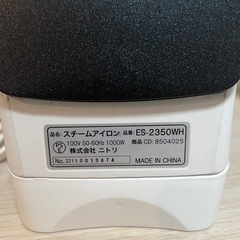 品名 スチームアイロン 品番 ES-2350WH
100V 50-60Hz 1000W 商品CD: 8504025
株式会社 ニトリ
No. 22110015474 MADE IN CHINA